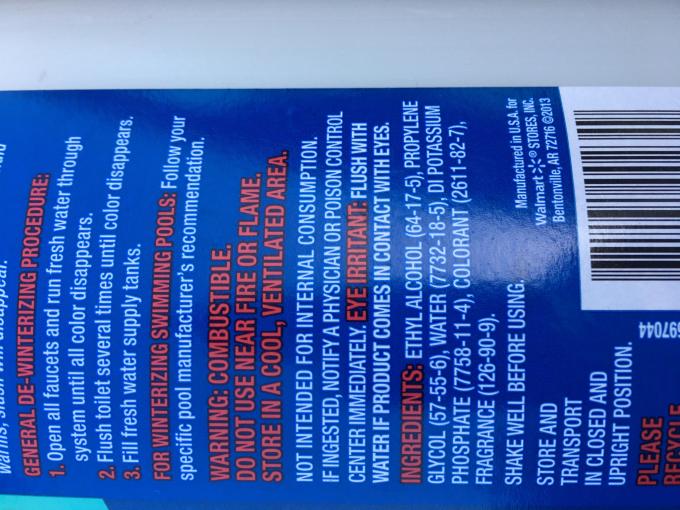 warms, slush will disappear.
GENERAL DE-WINTERIZING PROCEDURE:
1. Open all faucets and run fresh water through
system until all color disappears.
2. Flush toilet several times until color disappears.
3. Fill fresh water supply tanks.
FOR WINTERIZING SWIMMING POOLS: Follow your
specific pool manufacturer's recommendation.
WARNING: COMBUSTIBLE.
DO NOT USE NEAR FIRE OR FLAME.
STORE IN A COOL, VENTILATED AREA.
NOT INTENDED FOR INTERNAL CONSUMPTION.
IF INGESTED, NOTIFY A PHYSICIAN OR POISON CONTROL
CENTER IMMEDIATELY. EYE IRRITANT: FLUSH WITH
WATER IF PRODUCT COMES IN CONTACT WITH EYES.
INGREDIENTS: ETHYL ALCOHOL (64-17-5), PROPYLENE
GLYCOL (57-55-6), WATER (7732-18-5), DI POTASSIUM
PHOSPHATE (7758-11-4), COLORANT (2611-82-7),
FRAGRANCE (126-90-9).
SHAKE WELL BEFORE USING.
STORE AND
TRANSPORT
IN CLOSED AND
UPRIGHT POSITION.
PLEASE
RECYCLE
Manufactured in U.S.A. for
Walmart ® STORES, INC.
Bentonville, AR 72716 ©2013
697044